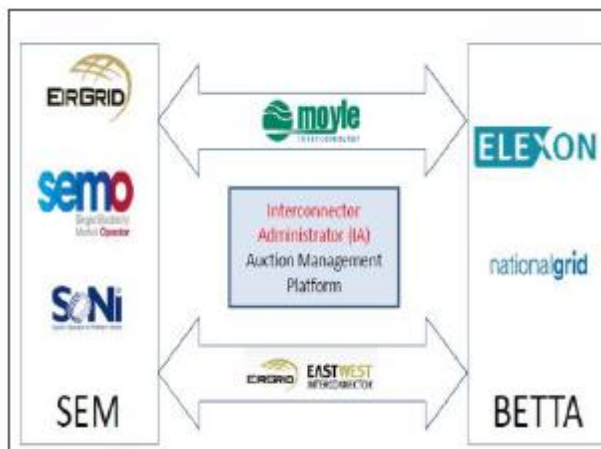 EIRGRID
moyle
INTERCONNECTOR
ELEXON
semo
Single Electricity
Market Operator
Interconnector
Administrator (IA)
Auction Management
Platform
nationalgrid
SONI
EIRGRID EASTWEST
INTERCONNECTOR
SEM
BETTA